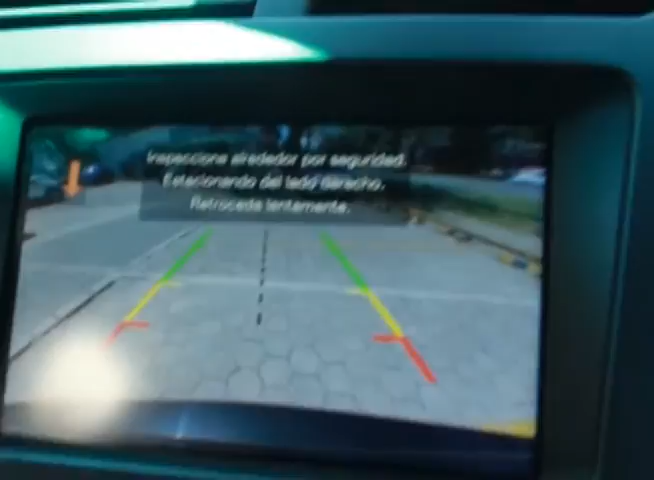 Inspeccione alrededor por seguridad.
Estacionando del lado derecho.
Retroceda lentamente.